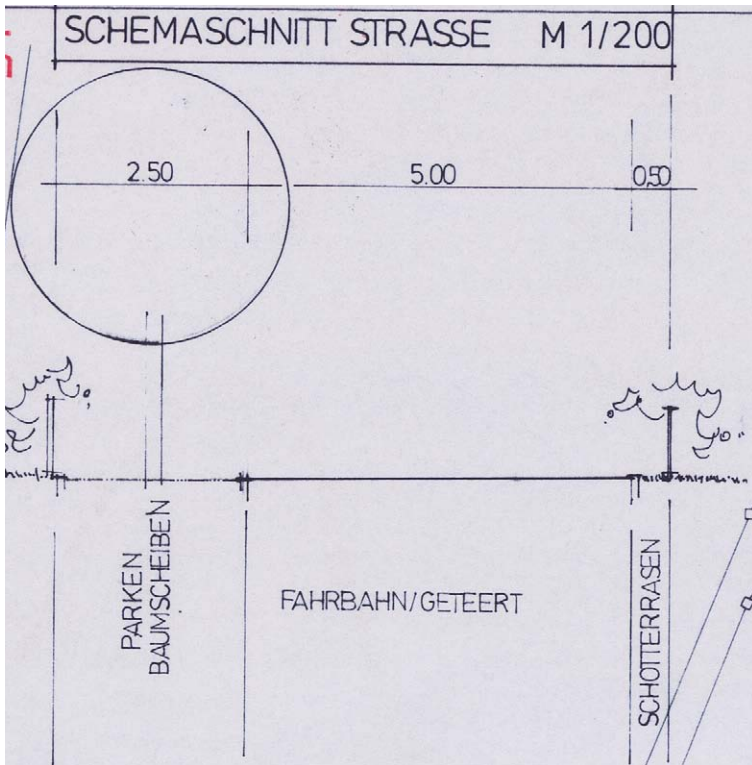 SCHEMASCHNITT STRASSE M 1/200
2.50 5.00 0,50
PARKEN
BAUMSCHEIBEN
FAHRBAHN/GETEERT
SCHOTTERRASEN